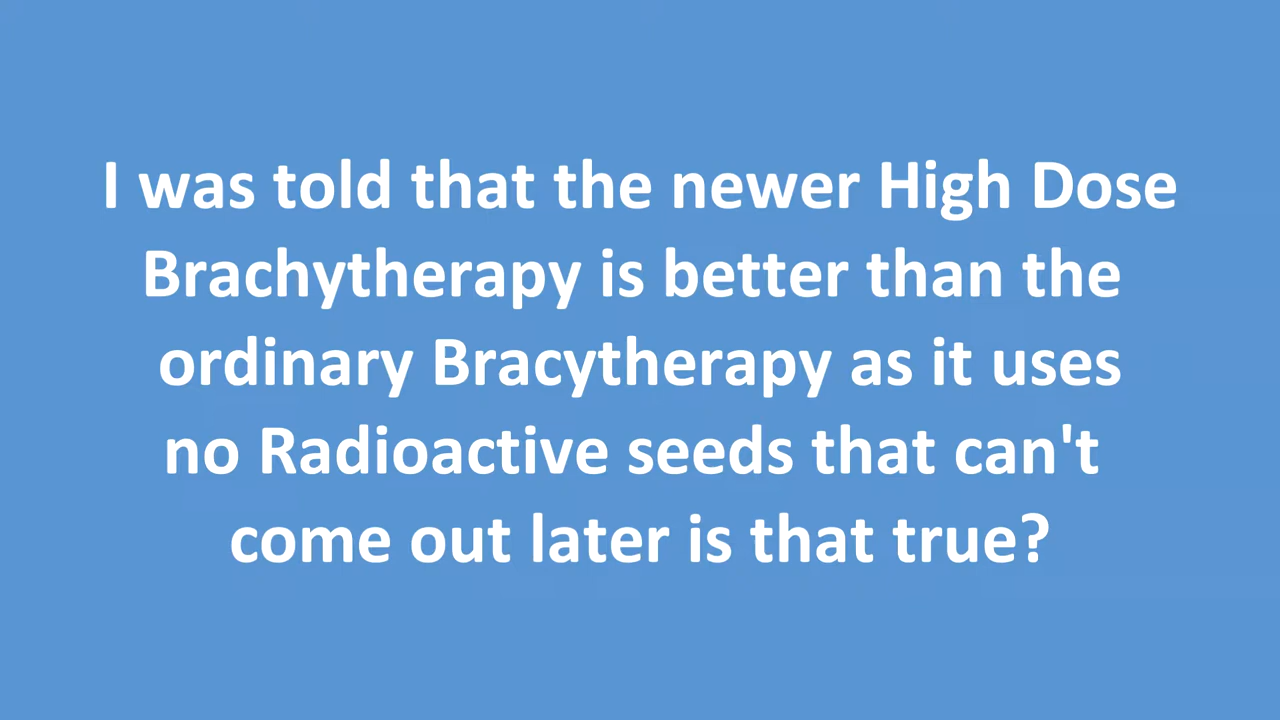 I was told that the newer High Dose
Brachytherapy is better than the
ordinary Bracytherapy as it uses
no Radioactive seeds that can't
come out later is that true?